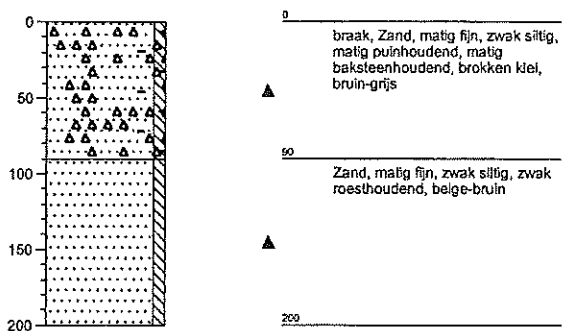 0
50
100
150
200
0
braak, Zand, matig fijn, zwak siltig,
matig puinhoudend, matig
baksteenhoudend, brokken klei,
bruin-grijs
90
Zand, matig fijn, zwak siltig, zwak
roesthoudend, beige-bruin
200